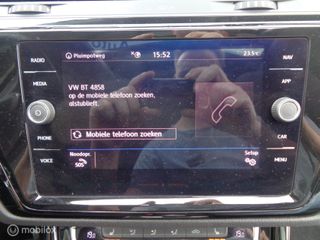 Pluimpotweg 15:52 23.5°C
RADIO
MEDIA
PHONE
VOICE
NAV
APP
CAR
MENU
VW BT 4858
op de mobiele telefoon zoeken,
alstublieft.
Mobiele telefoon zoeken
Noodopr. Setup
SOS
mobilox